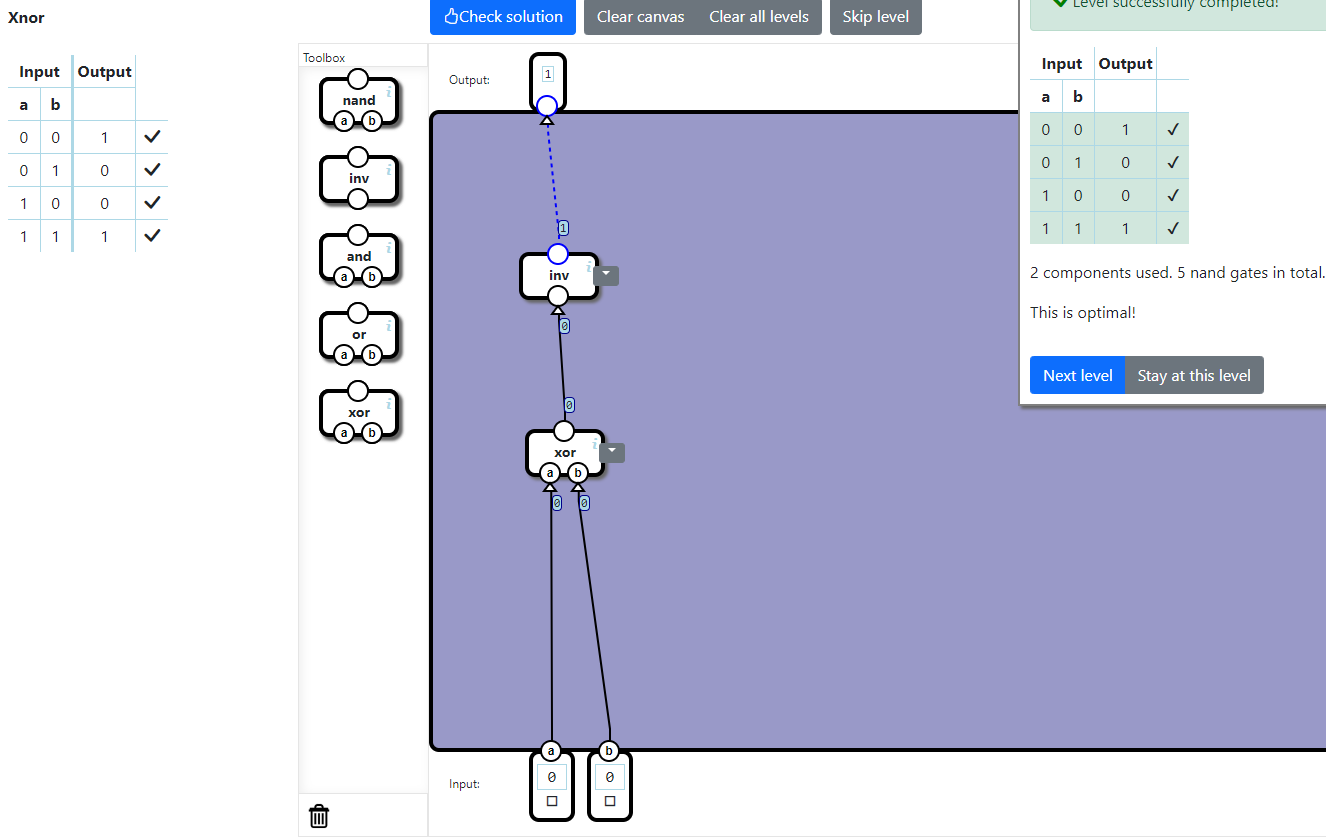 Xnor
Check solution
Clear canvas
Clear all levels
Skip level
Level successfully completed!
Input Output
a b
0 0 1
0 1 0
1 0 0
1 1 1
Toolbox
nand
i
a b
inv
i
and
i
a b
or
i
a b
xor
i
a b
Output:
1
1
inv
i
0
0
xor
i
a b
0 0
a b
Input:
0 0
Input Output
a b
0 0 1
0 1 0
1 0 0
1 1 1
2 components used. 5 nand gates in total.
This is optimal!
Next level
Stay at this level